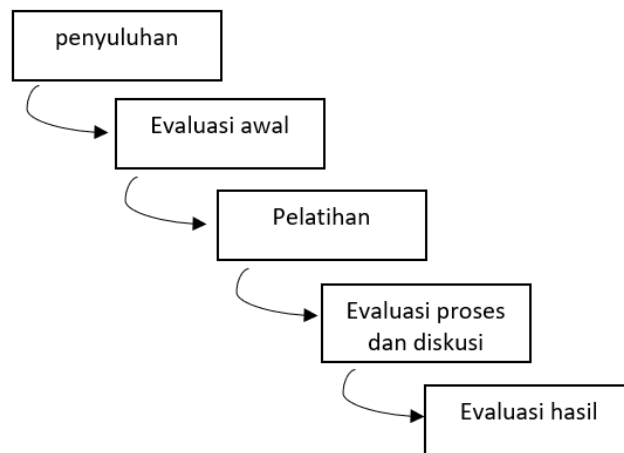 penyuluhan
Evaluasi awal
Pelatihan
Evaluasi proses
dan diskusi
Evaluasi hasil